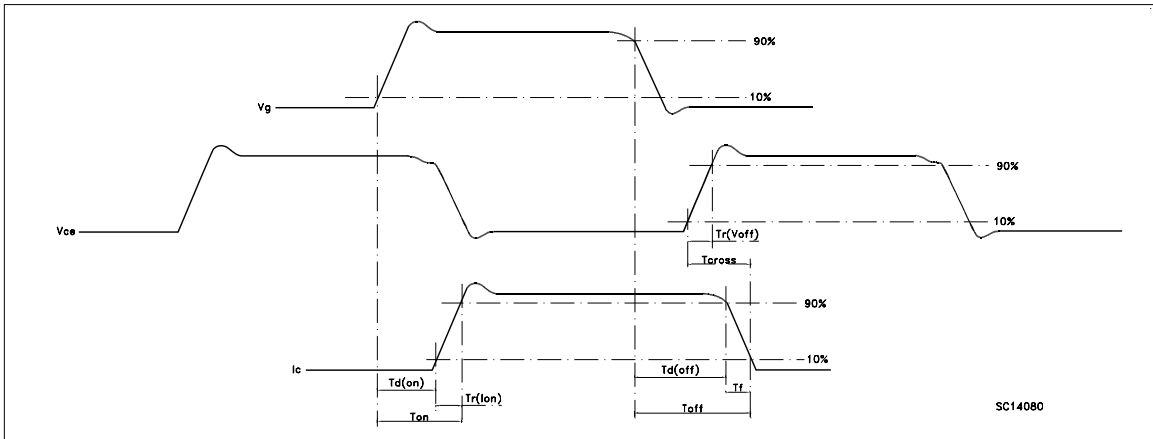 90%
10%
Vg
90%
10%
Vce
Tr(Voff)
Tcross
90%
10%
Ic
Td(on)
Td(off)
Tr(Ion)
Tf
Ton
Toff
SC14080